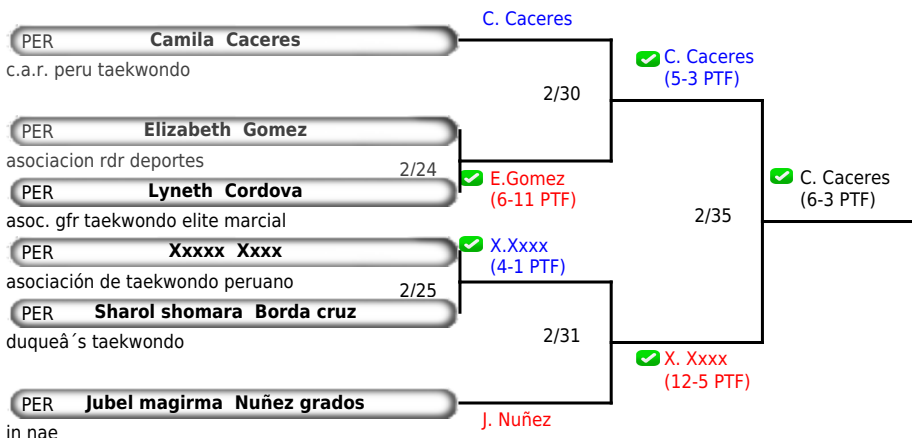 C. Caceres
PER Camila Caceres
c.a.r. peru taekwondo
C. Caceres
(5-3 PTF)
2/30
PER Elizabeth Gomez
asociacion rdr deportes
2/24
E.Gomez
(6-11 PTF)
C. Caceres
(6-3 PTF)
PER Lyneth Cordova
asoc. gfr taekwondo elite marcial
2/35
PER Xxxxx Xxxx
X.Xxxx
(4-1 PTF)
asociación de taekwondo peruano
2/25
PER Sharol shomara Borda cruz
duqueâ´s taekwondo
2/31
X. Xxxx
(12-5 PTF)
PER Jubel magirma Nuñez grados
J. Nuñez
in nae